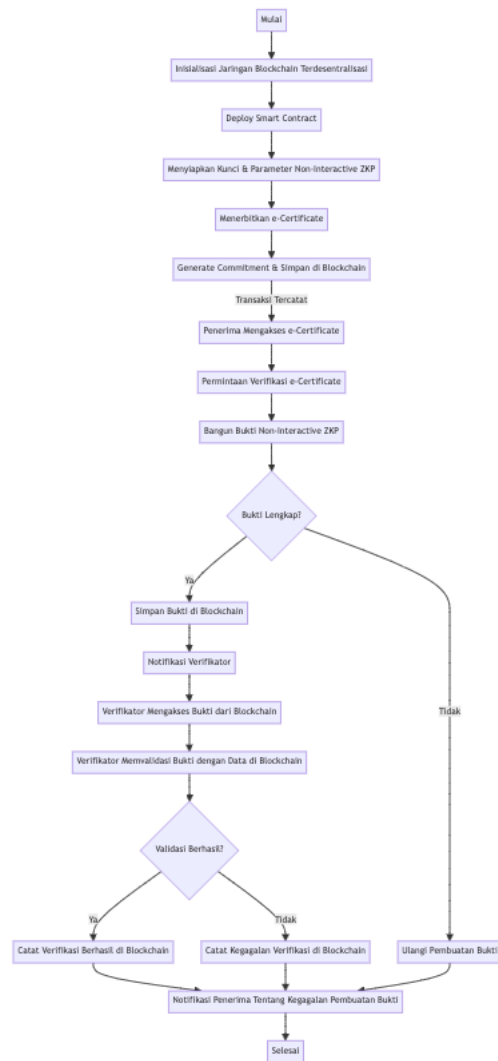 Mulai
Inisialisasi Jaringan Blockchain Terdesentralisasi
Deploy Smart Contract
Menyiapkan Kunci & Parameter Non-Interactive ZKP
Menerbitkan e-Certificate
Generate Commitment & Simpan di Blockchain
Transaksi Tercatat
Penerima Mengakses e-Certificate
Permintaan Verifikasi e-Certificate
Bangun Bukti Non-Interactive ZKP
Bukti Lengkap?
Ya
Simpan Bukti di Blockchain
Notifikasi Verifikator
Verifikator Mengakses Bukti dari Blockchain
Tidak
Verifikator Memvalidasi Bukti dengan Data di Blockchain
Validasi Berhasil?
Ya
Tidak
Catat Verifikasi Berhasil di Blockchain
Catat Kegagalan Verifikasi di Blockchain
Ulangi Pembuatan Bukti
Notifikasi Penerima Tentang Kegagalan Pembuatan Bukti
Selesai